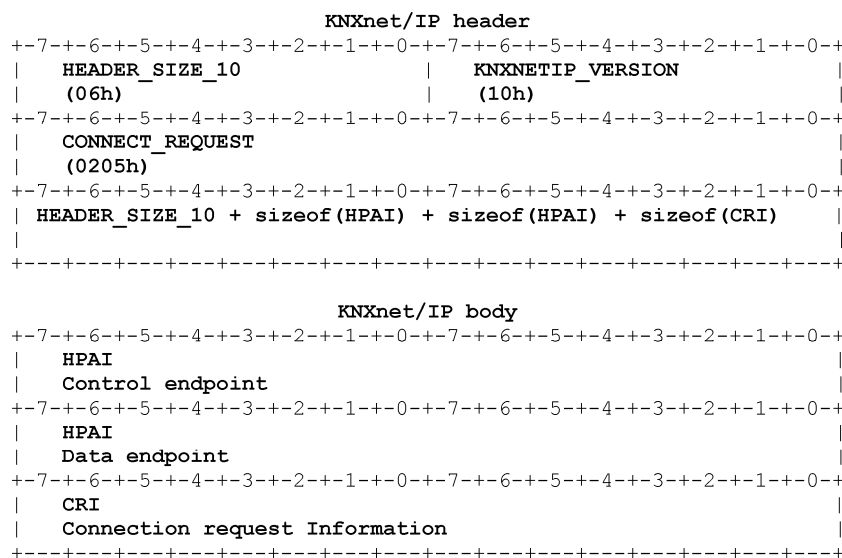 KNXnet/IP header
+-7-+-6-+-5-+-4-+-3-+-2-+-1-+-0-+-7-+-6-+-5-+-4-+-3-+-2-+-1-+-0-+
|   HEADER_SIZE_10              |   KNXNETIP_VERSION            |
|   (06h)                       |   (10h)                       |
+-7-+-6-+-5-+-4-+-3-+-2-+-1-+-0-+-7-+-6-+-5-+-4-+-3-+-2-+-1-+-0-+
|   CONNECT_REQUEST                                             |
|   (0205h)                                                     |
+-7-+-6-+-5-+-4-+-3-+-2-+-1-+-0-+-7-+-6-+-5-+-4-+-3-+-2-+-1-+-0-+
| HEADER_SIZE_10 + sizeof(HPAI) + sizeof(HPAI) + sizeof(CRI)    |
|                                                               |
+---+---+---+---+---+---+---+---+---+---+---+---+---+---+---+---+
KNXnet/IP body
+-7-+-6-+-5-+-4-+-3-+-2-+-1-+-0-+-7-+-6-+-5-+-4-+-3-+-2-+-1-+-0-+
|   HPAI                                                        |
|   Control endpoint                                            |
+-7-+-6-+-5-+-4-+-3-+-2-+-1-+-0-+-7-+-6-+-5-+-4-+-3-+-2-+-1-+-0-+
|   HPAI                                                        |
|   Data endpoint                                               |
+-7-+-6-+-5-+-4-+-3-+-2-+-1-+-0-+-7-+-6-+-5-+-4-+-3-+-2-+-1-+-0-+
|   CRI                                                         |
|   Connection request Information                              |
+---+---+---+---+---+---+---+---+---+---+---+---+---+---+---+---+